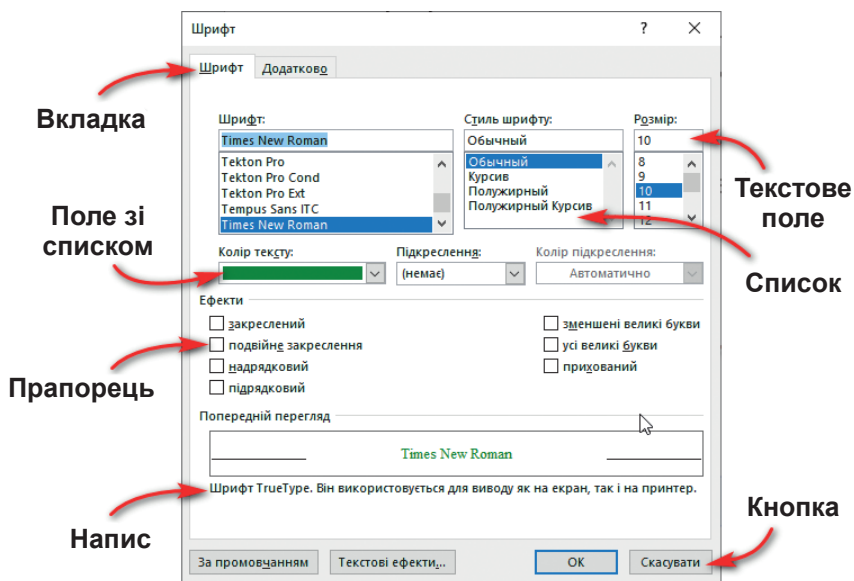 Шрифт ? ×
Шрифт Додатково
Вкладка
Шрифт: Стиль шрифту: Розмір:
Times New Roman Обычный 10
Tekton Pro Обычный 8
Tekton Pro Cond Курсив 9
Tekton Pro Ext Полужирный 10
Tempus Sans ITC Полужирный Курсив 11
Times New Roman 12
Текстове
поле
Поле зі
списком
Колір тексту: Підкреслення: Колір підкреслення:
(немає) Автоматично
Список
Ефекти
закреслений зменшені великі букви
подвійне закреслення усі великі букви
надрядковий прихований
підрядковий
Прапорець
Попередній перегляд
Times New Roman
Шрифт TrueType. Він використовується для виводу як на екран, так і на принтер.
Напис
Кнопка
За промовчанням Текстові ефекти... ОК Скасувати